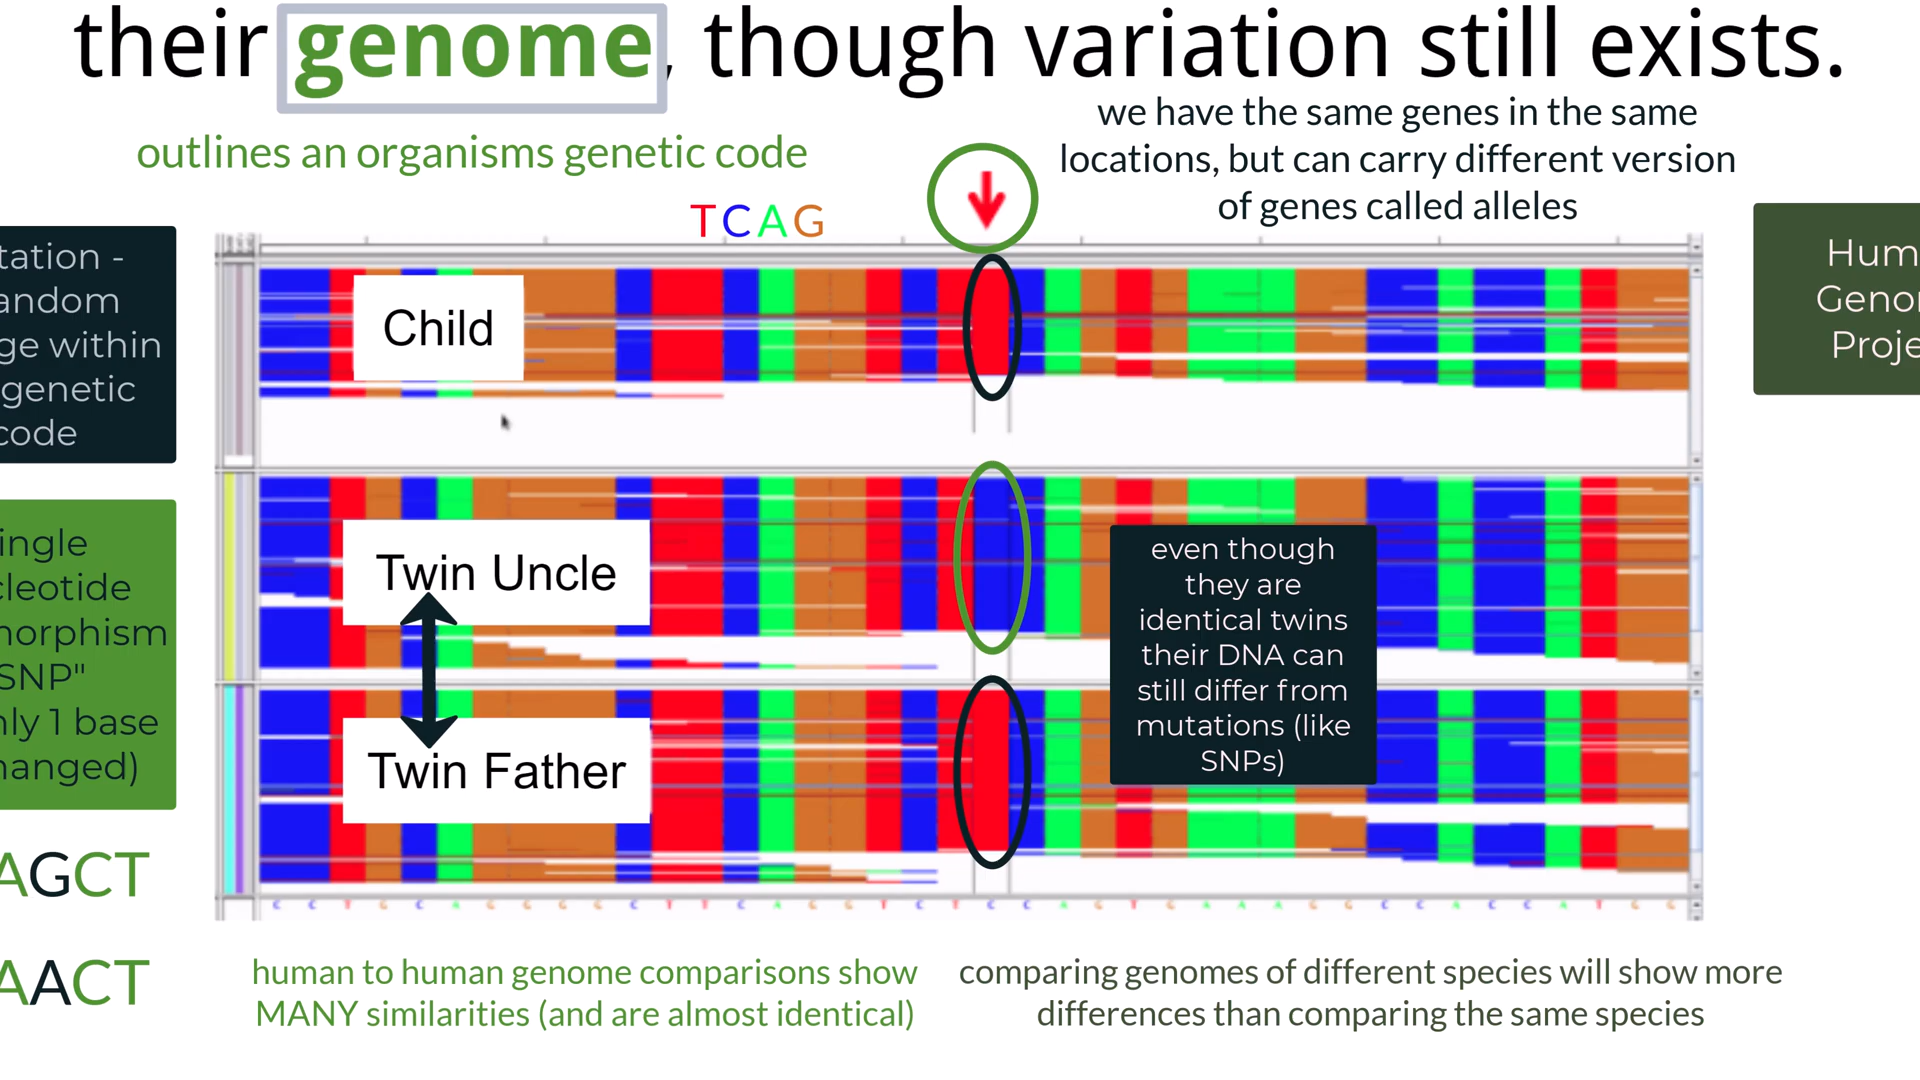 their genome, though variation still exists.
outlines an organisms genetic code
we have the same genes in the same
locations, but can carry different version
of genes called alleles
TCAG
tation -
andom
ge within
genetic
code
Hum
Geno
Proje
Child
ingle
cleotide
morphism
SNP"
nly 1 base
hanged)
Twin Uncle
even though
they are
identical twins
their DNA can
still differ from
mutations (like
SNPs)
Twin Father
AGCT
C C T G C A G G G G C T T C A G G T C T C C A G T G A A A G G C C A C C A T G G
AACT
human to human genome comparisons show
MANY similarities (and are almost identical)
comparing genomes of different species will show more
differences than comparing the same species